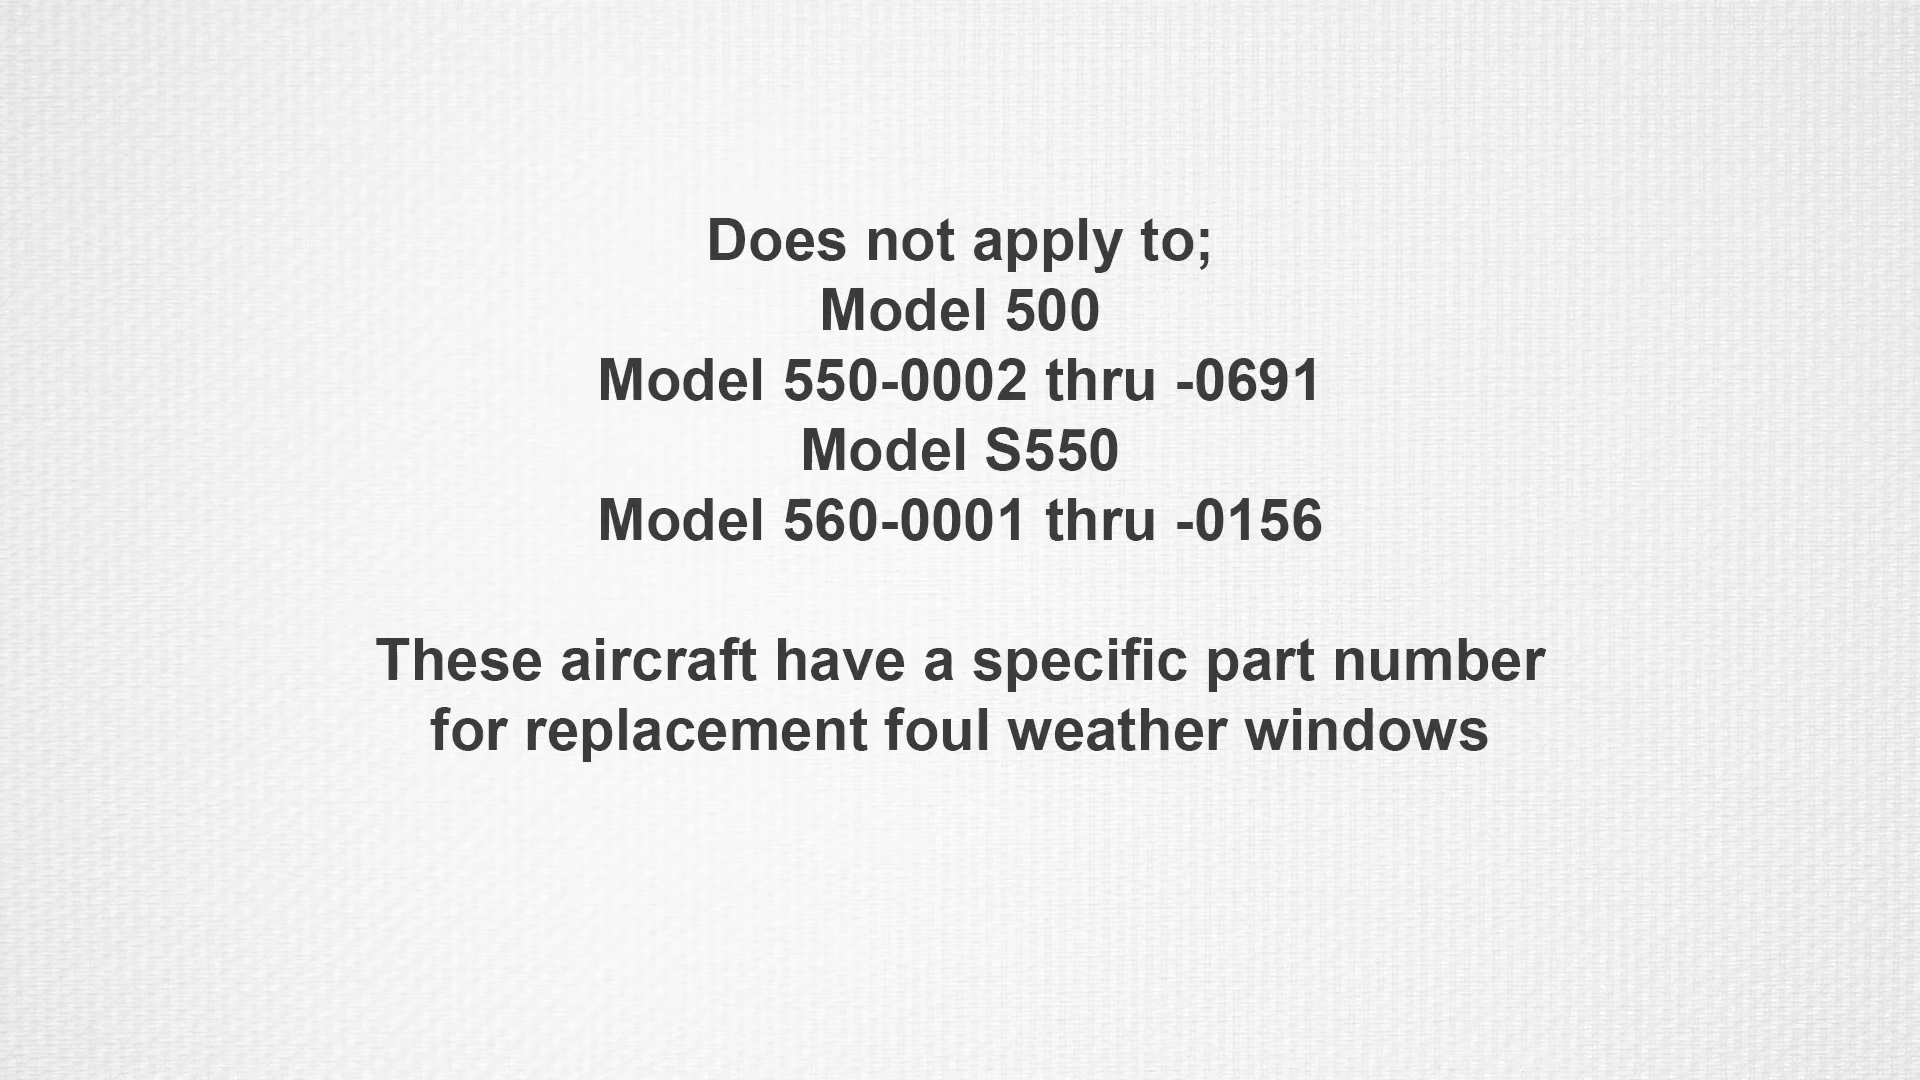 Does not apply to;
Model 500
Model 550-0002 thru -0691
Model S550
Model 560-0001 thru -0156
These aircraft have a specific part number
for replacement foul weather windows